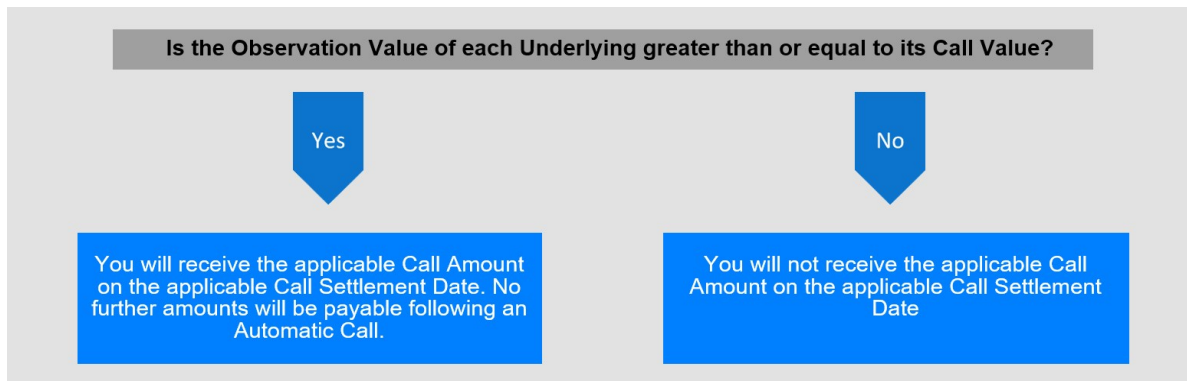 Is the Observation Value of each Underlying greater than or equal to its Call Value?
Yes
No
You will receive the applicable Call Amount
on the applicable Call Settlement Date. No
further amounts will be payable following an
Automatic Call.
You will not receive the applicable Call
Amount on the applicable Call Settlement
Date